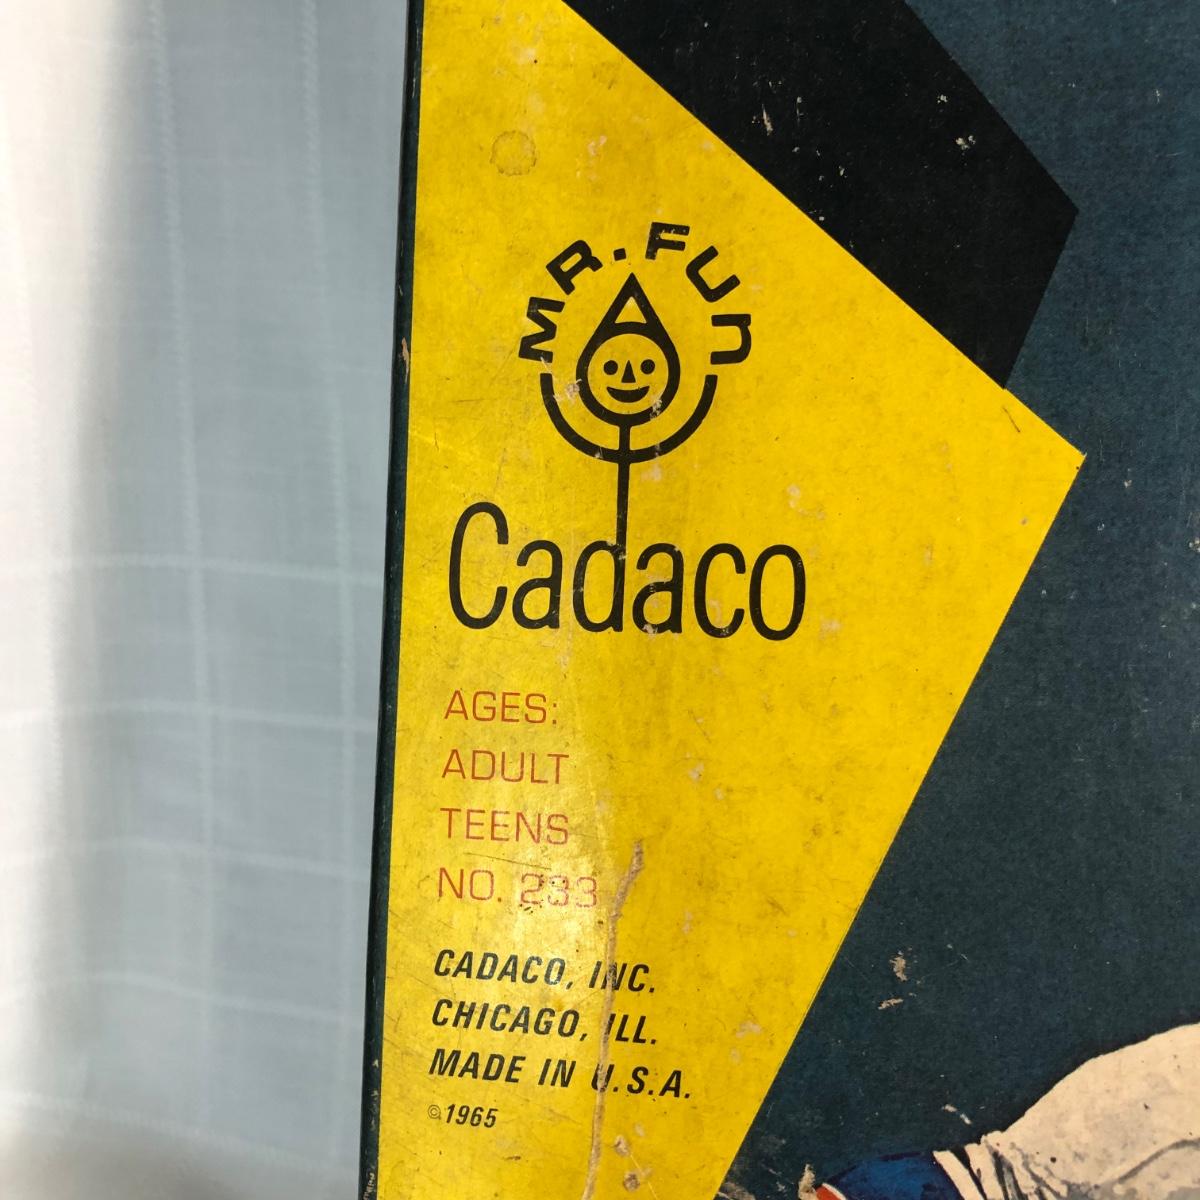 MR. FUN
Cadaco
AGES:
ADULT
TEENS
NO. 233
CADACO, INC.
CHICAGO, ILL.
MADE IN U.S.A.
©1965